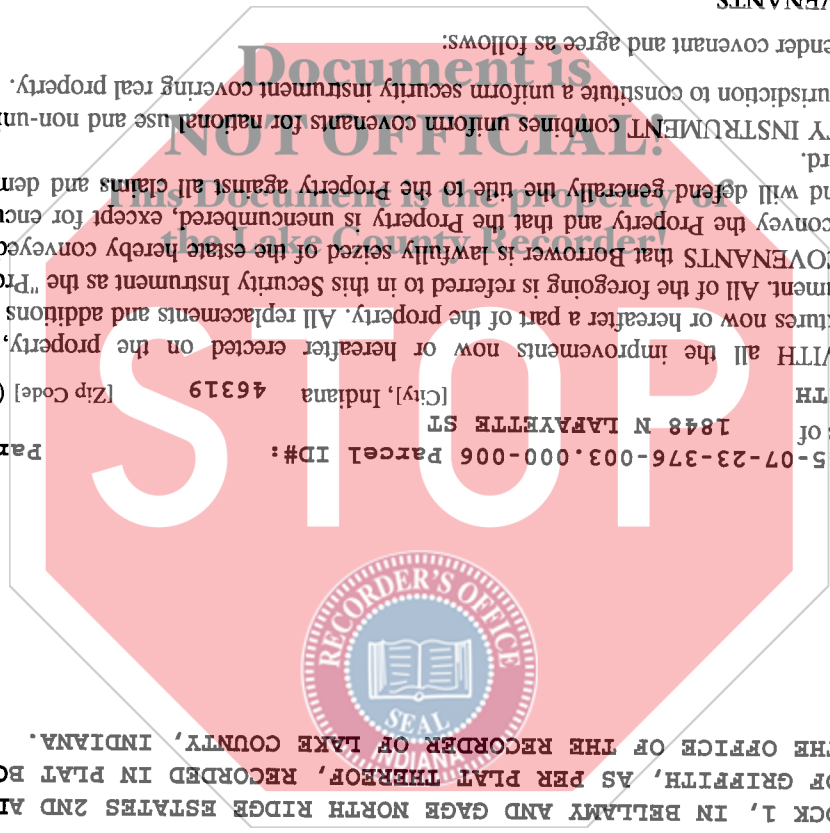 OCK 1, IN BELLAMY AND GAGE NORTH RIDGE ESTATES 2ND
OF GRIFFITH, AS PER PLAT THEREOF, RECORDED IN PLAT BO
THE OFFICE OF THE RECORDER OF LAKE COUNTY, INDIANA.
5-07-23-376-003.000-006 Parcel ID#: Par
of 1848 N LAFAYETTE ST
TH [City], Indiana 46319 [Zip Code] (
WITH all the improvements now or hereafter erected on the property,
tures now or hereafter a part of the property. All replacements and additions
ument. All of the foregoing is referred to in this Security Instrument as the "Pro
COVENANTS that Borrower is lawfully seized of the estate hereby conveyed
convey the Property and that the Property is unencumbered, except for encu
nd will defend generally the title to the Property against all claims and dem
rd.
TY INSTRUMENT combines uniform covenants for national use and non-un
urisdiction to constitute a uniform security instrument covering real property.
ender covenant and agree as follows:
VENANTS
Document is
NOT OFFICIAL!
This Document is the property of
the Lake County Recorder!
STOP
RECORDER'S OFFICE
SEAL
INDIANA